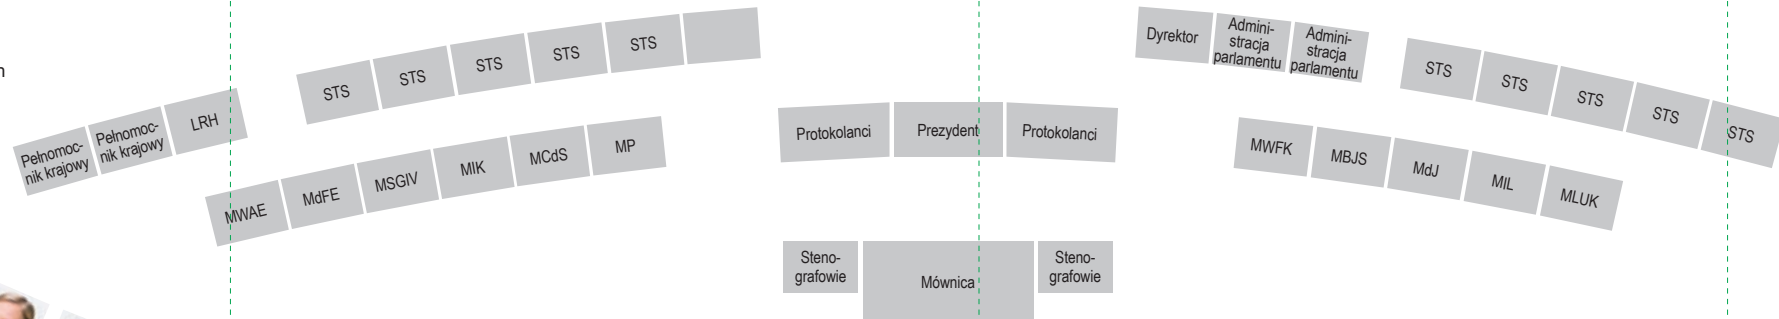 n
Pełnomoc-
nik krajowy
Pełnomoc-
nik krajowy
LRH
STS
STS
STS
STS
STS
MWAE
MdFE
MSGIV
MIK
MCdS
MP
Protokolanci
Prezydent
Protokolanci
Steno-
grafowie
Mównica
Steno-
grafowie
Dyrektor
Admini-
stracja
parlamentu
Admini-
stracja
parlamentu
STS
STS
STS
STS
STS
MWFK
MBJS
MdJ
MIL
MLUK